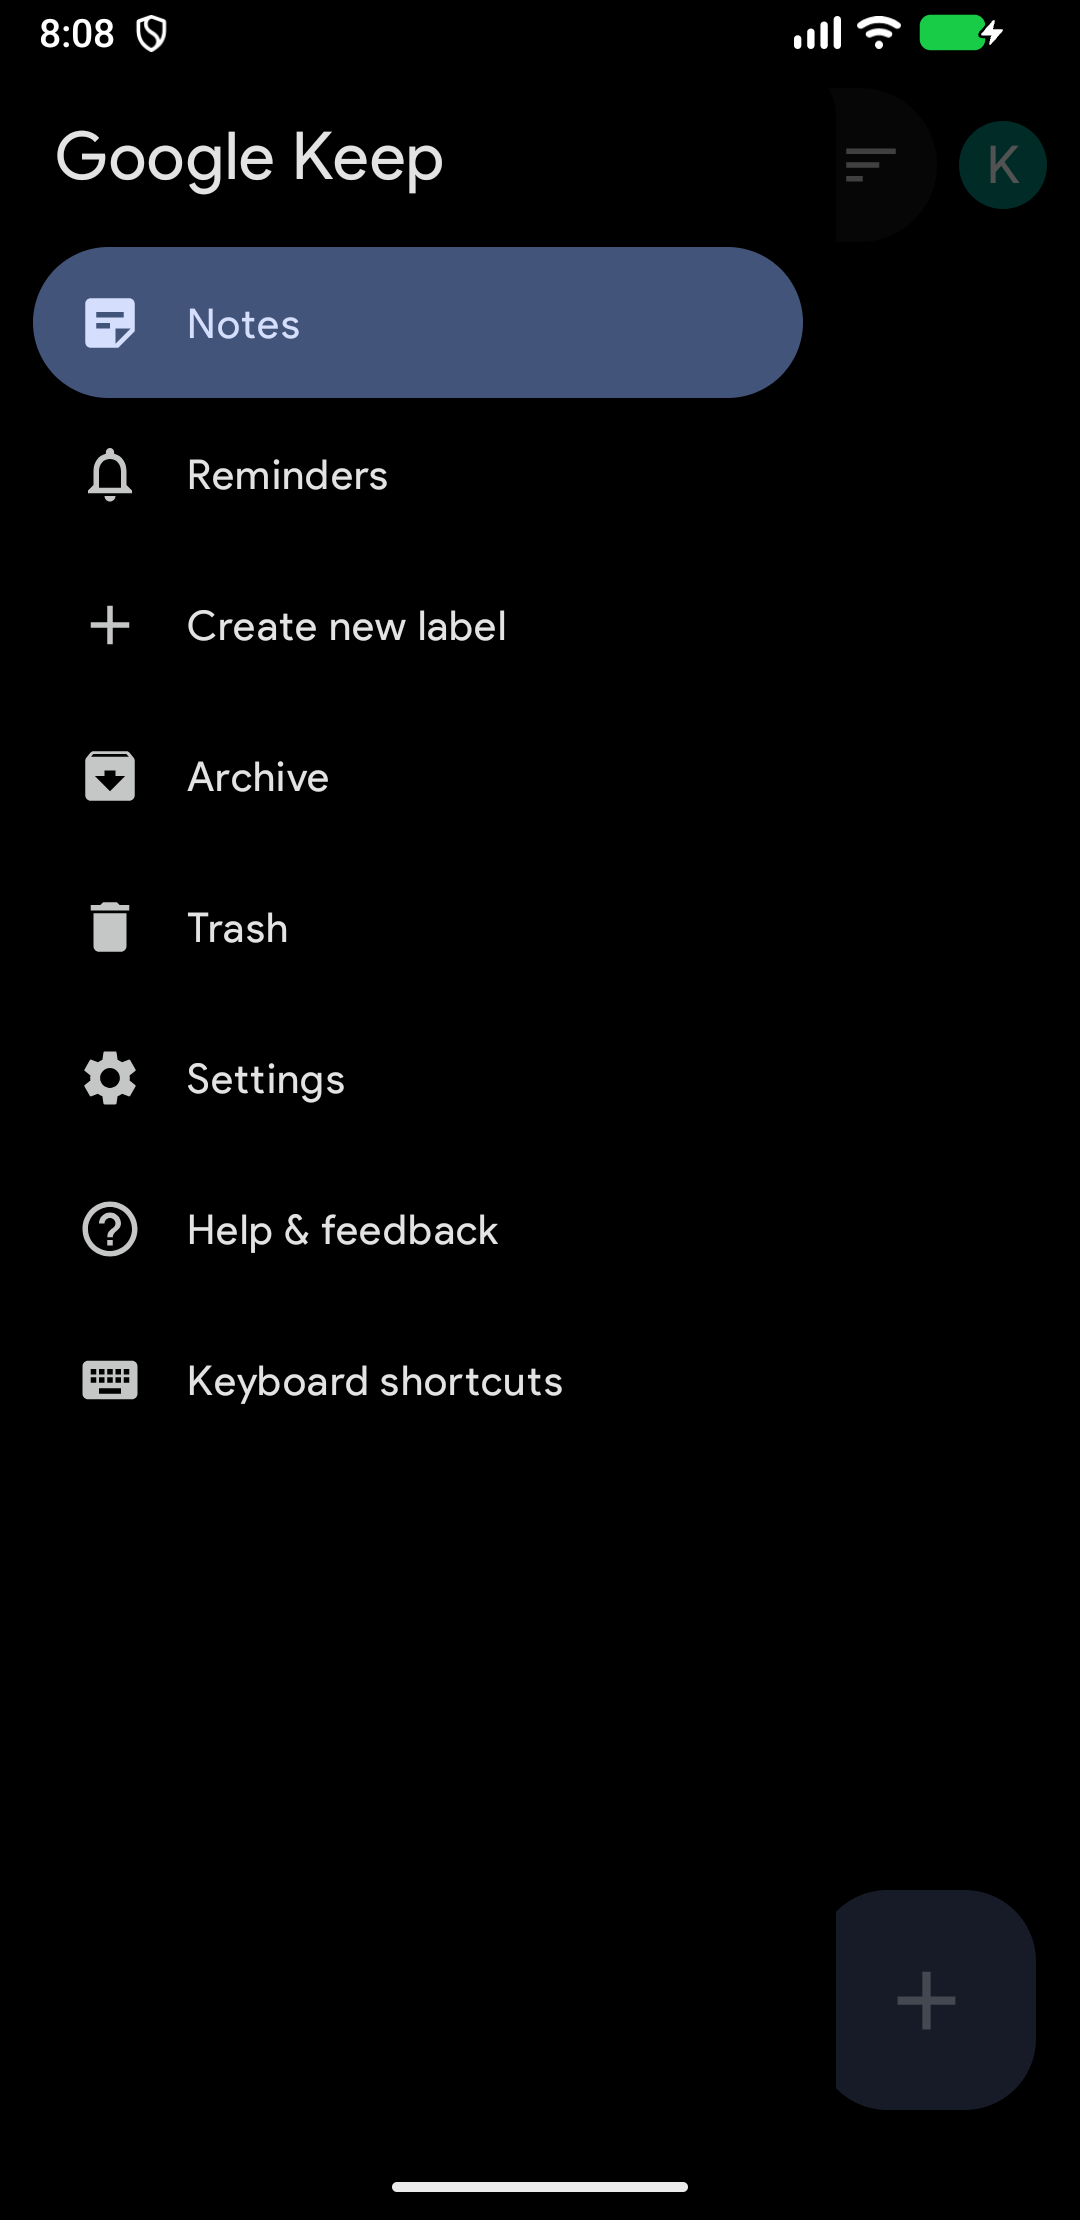 8:08
Google Keep
K
Notes
Reminders
Create new label
Archive
Trash
Settings
Help & feedback
Keyboard shortcuts